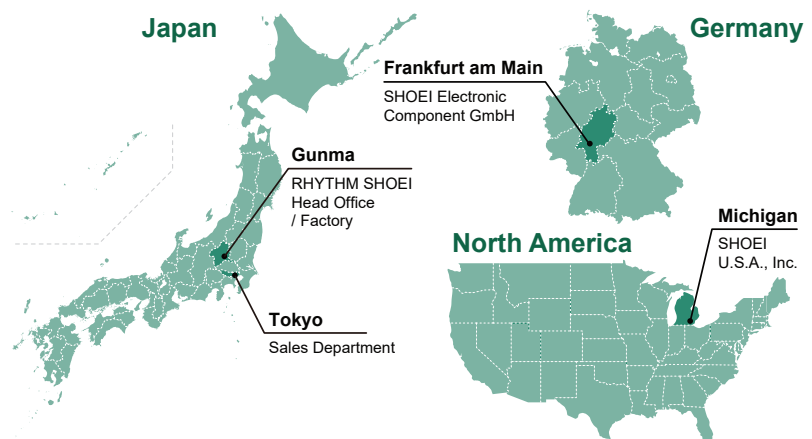 Japan
Gunma
RHYTHM SHOEI
Head Office
/ Factory
Tokyo
Sales Department
Germany
Frankfurt am Main
SHOEI Electronic
Component GmbH
North America
Michigan
SHOEI
U.S.A., Inc.